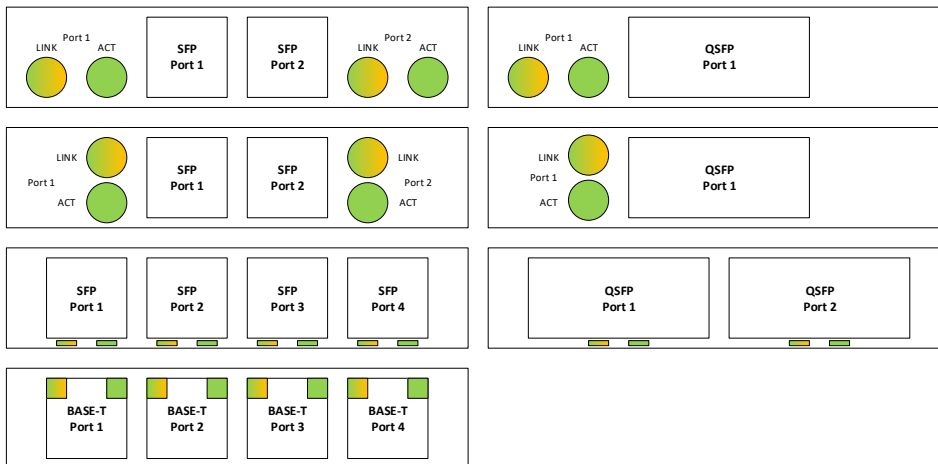 Port 1
LINK ACT
SFP
Port 1
SFP
Port 2
Port 2
LINK ACT
Port 1
LINK ACT
QSFP
Port 1
LINK
Port 1
ACT
SFP
Port 1
SFP
Port 2
LINK
Port 2
ACT
LINK
Port 1
ACT
QSFP
Port 1
SFP
Port 1
SFP
Port 2
SFP
Port 3
SFP
Port 4
QSFP
Port 1
QSFP
Port 2
BASE-T
Port 1
BASE-T
Port 2
BASE-T
Port 3
BASE-T
Port 4